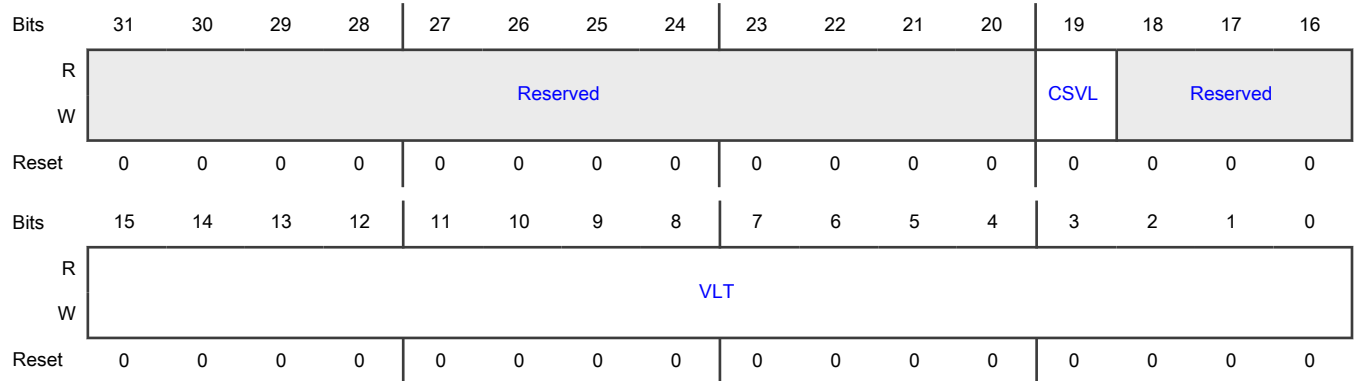 Bits 31 30 29 28 27 26 25 24 23 22 21 20 19 18 17 16
R
Reserved CSVL Reserved
W
Reset 0 0 0 0 0 0 0 0 0 0 0 0 0 0 0 0
Bits 15 14 13 12 11 10 9 8 7 6 5 4 3 2 1 0
R
VLT
W
Reset 0 0 0 0 0 0 0 0 0 0 0 0 0 0 0 0